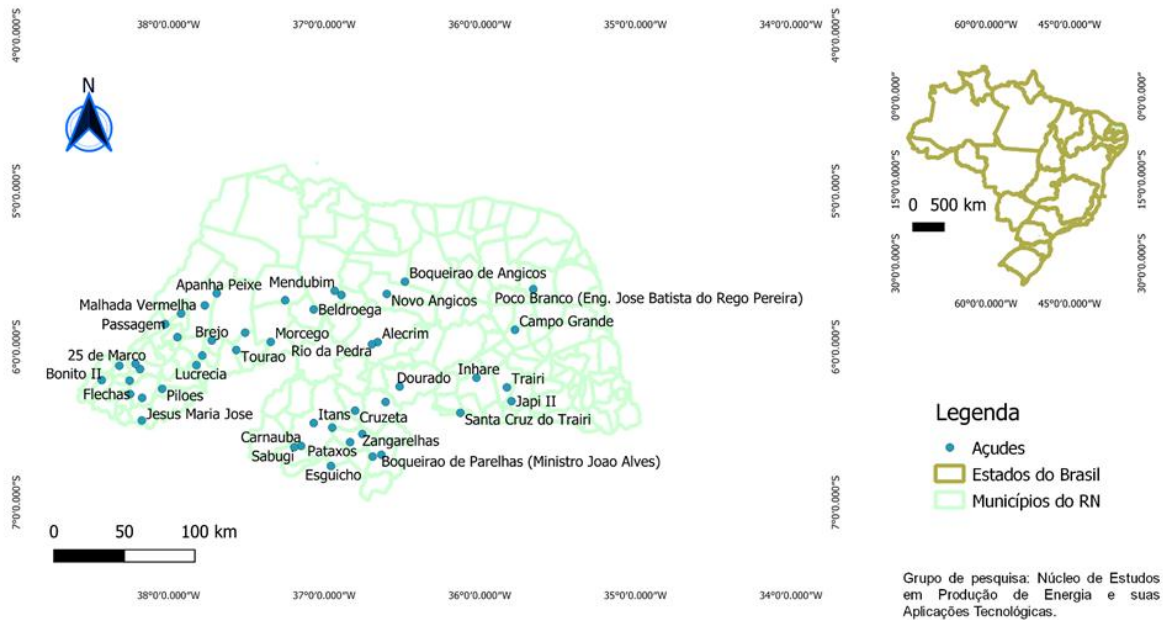 38°0'0.000"W 37°0'0.000"W 36°0'0.000"W 35°0'0.000"W 34°0'0.000"W
4°0'0.000"S
4°0'0.000"S
N
5°0'0.000"S
5°0'0.000"S
Apanha Peixe
Mendubim
Boqueirao de Angicos
Malhada Vermelha
Beldroega
Novo Angicos
Poco Branco (Eng. Jose Batista do Rego Pereira)
Passagem
Brejo
Morcego
Alecrim
Campo Grande
Rio da Pedra
6°0'0.000"S
6°0'0.000"S
25 de Março
Tourao
Bonito II
Lucrecia
Inhare
Dourado
Trairi
Flechas
Piloes
Japi II
Jesus Maria Jose
Itans
Cruzeta
Santa Cruz do Trairi
Carnauba
Zangarelhas
Sabugi
Pataxos
Boqueirao de Parelhas (Ministro Joao Alves)
Esguicho
7°0'0.000"S
7°0'0.000"S
0 50 100 km
38°0'0.000"W 37°0'0.000"W 36°0'0.000"W 35°0'0.000"W 34°0'0.000"W
60°0'0.000"W 45°0'0.000"W
0°0'0.000"
0°0'0.000"
15°0'0.000"S
15°0'0.000"S
0 500 km
30°0'0.000"S
30°0'0.000"S
60°0'0.000"W 45°0'0.000"W
Legenda
Açudes
Estados do Brasil
Municípios do RN
Grupo de pesquisa: Núcleo de Estudos
em Produção de Energia e suas
Aplicações Tecnológicas.